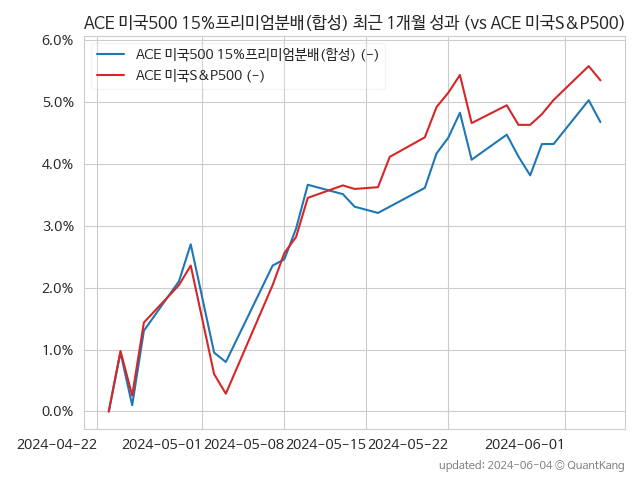 ACE 미국500 15%프리미엄분배(합성) 최근 1개월 성과 (vs ACE 미국S&P500)
6.0%
ACE 미국500 15%프리미엄분배(합성) (-)
ACE 미국S&P500 (-)
5.0%
4.0%
3.0%
2.0%
1.0%
0.0%
2024-04-22 2024-05-01 2024-05-08 2024-05-15 2024-05-22 2024-06-01
updated: 2024-06-04 © QuantKang